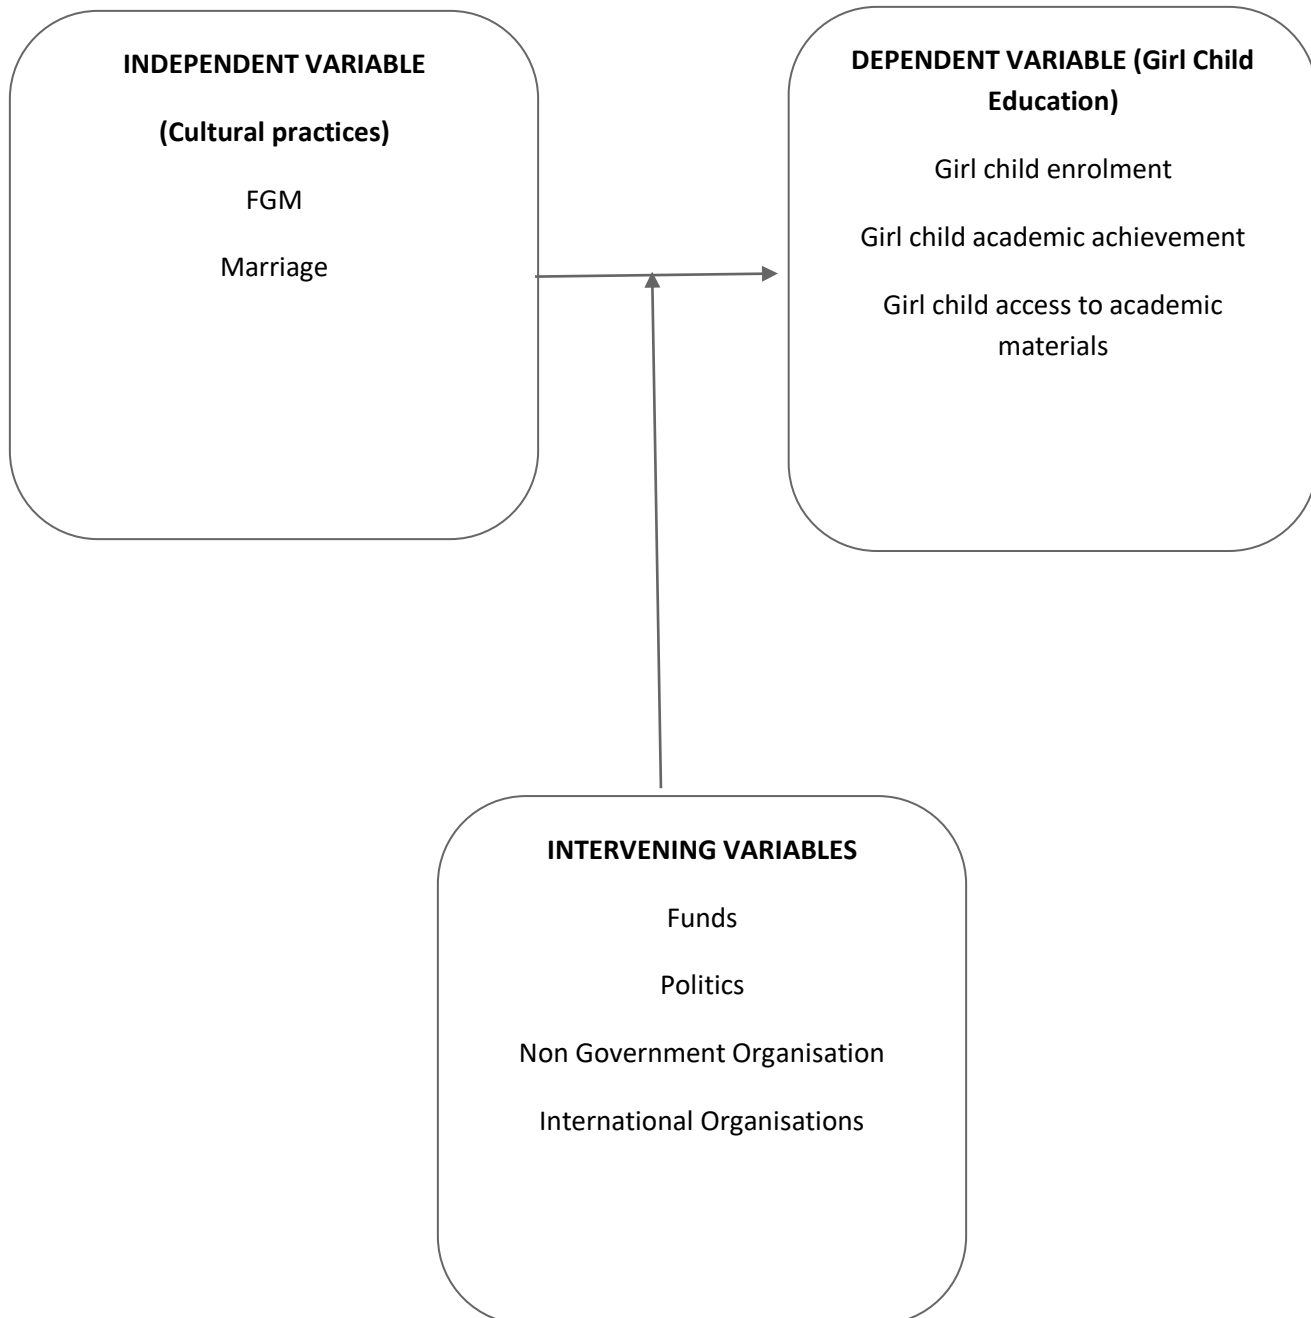 INDEPENDENT VARIABLE
(Cultural practices)
FGM
Marriage
DEPENDENT VARIABLE (Girl Child
Education)
Girl child enrolment
Girl child academic achievement
Girl child access to academic
materials
INTERVENING VARIABLES
Funds
Politics
Non Government Organisation
International Organisations